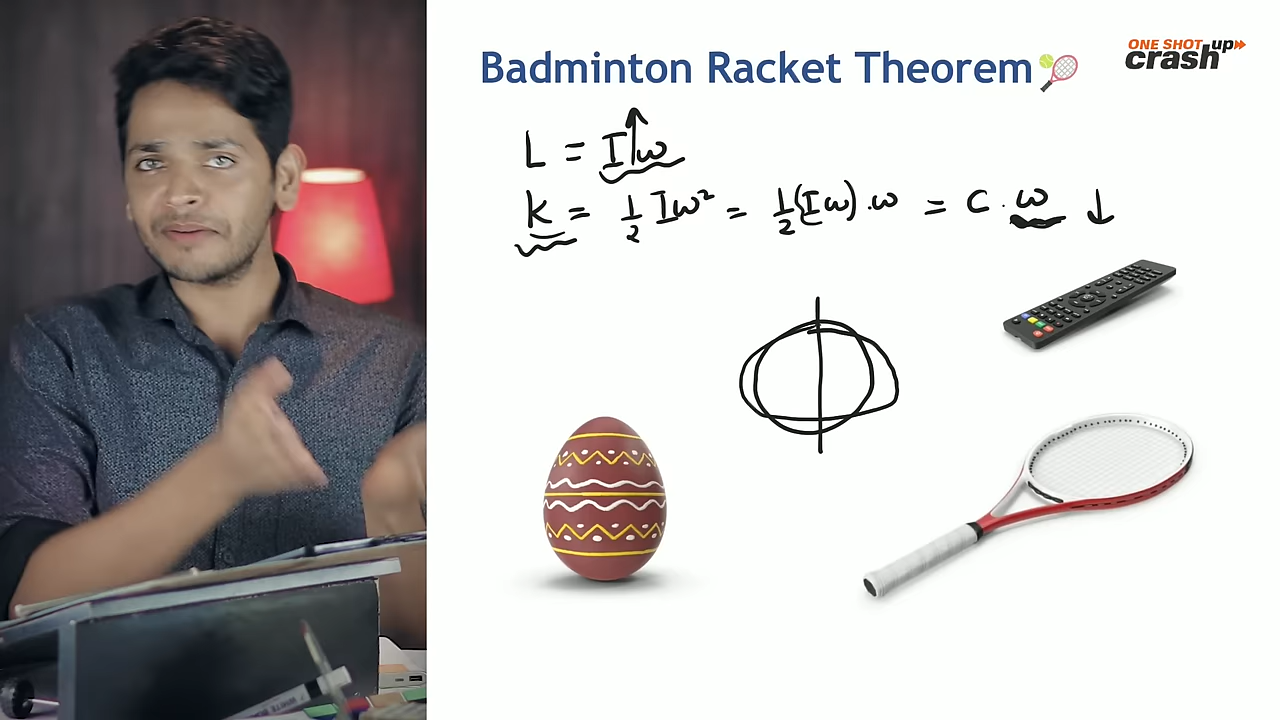 Badminton Racket Theorem
ONE SHOT up
crash
L = Iω
K = 1/2 Iω² = 1/2 (Iω).ω = C.ω ↓